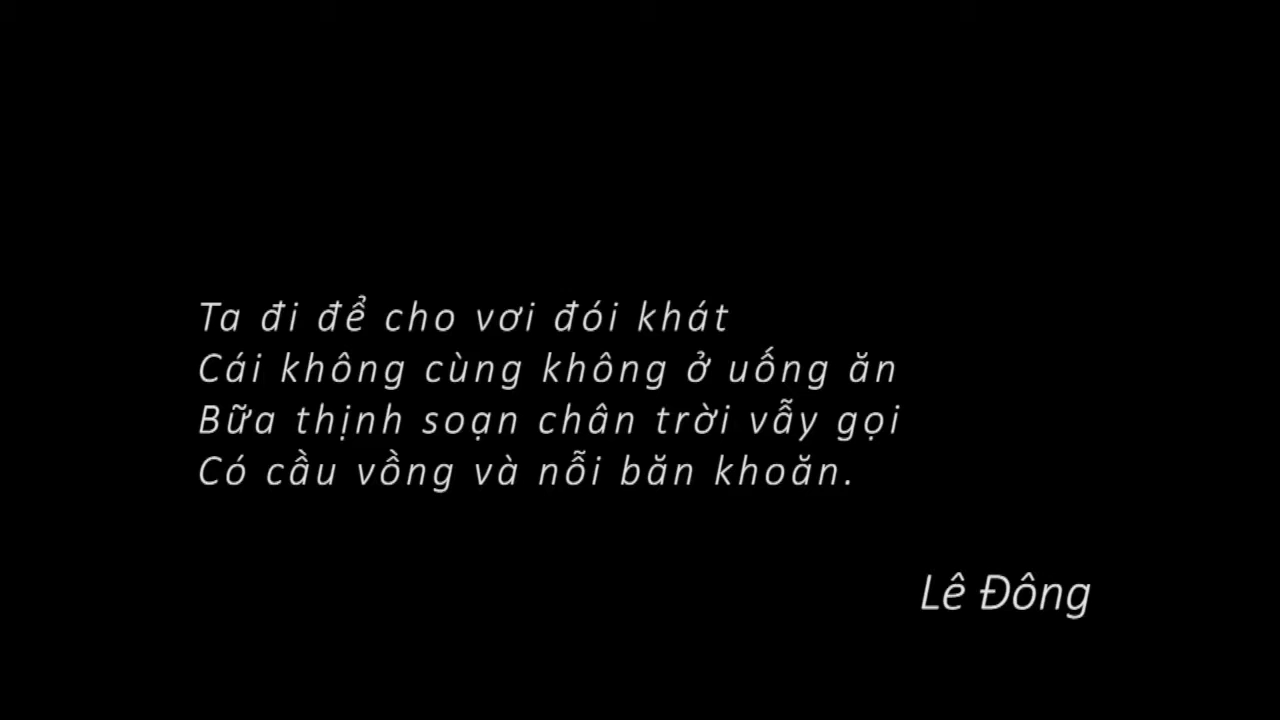 Ta đi để cho vơi đói khát
Cái không cùng không ở uống ăn
Bữa thịnh soạn chân trời vẫy gọi
Có cầu vồng và nỗi băn khoăn.
Lê Đông